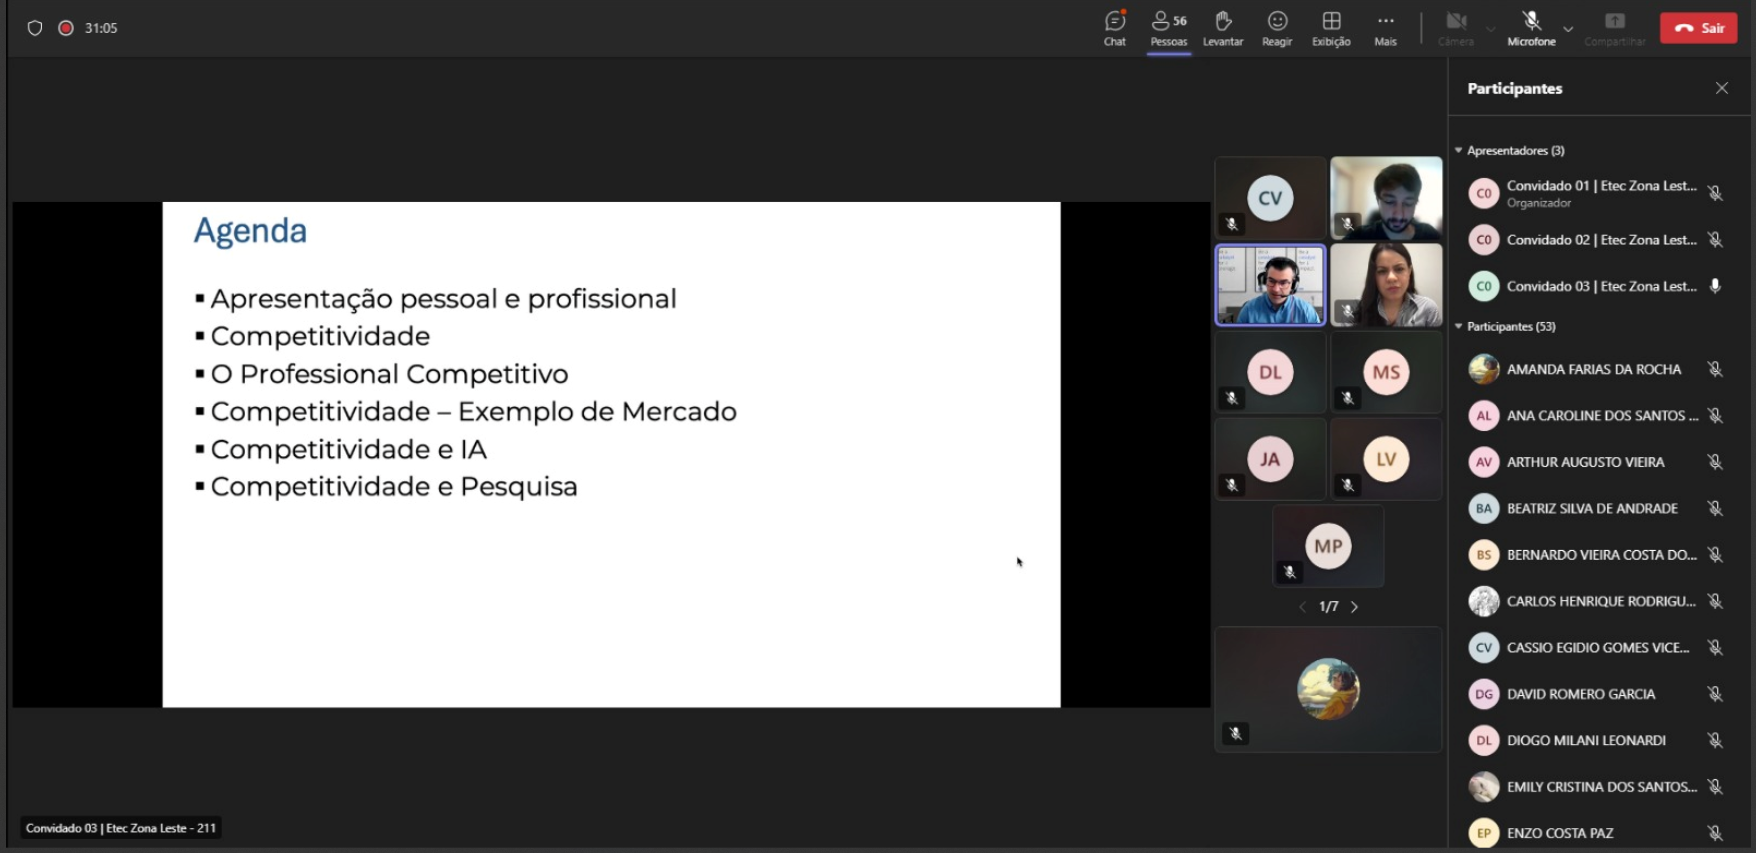 31:05
Chat
56
Pessoas
Levantar
Reagir
Exibição
Mais
Câmera
Microfone
Compartilhar
Sair
Agenda
▪ Apresentação pessoal e profissional
▪ Competitividade
▪ O Professional Competitivo
▪ Competitividade – Exemplo de Mercado
▪ Competitividade e IA
▪ Competitividade e Pesquisa
CV
DL
MS
JA
LV
MP
1/7
Convidado 03 | Etec Zona Leste - 211
Participantes
Apresentadores (3)
C0 Convidado 01 | Etec Zona Lest...
Organizador
C0 Convidado 02 | Etec Zona Lest...
C0 Convidado 03 | Etec Zona Lest...
Participantes (53)
AMANDA FARIAS DA ROCHA
AL ANA CAROLINE DOS SANTOS ...
AV ARTHUR AUGUSTO VIEIRA
BA BEATRIZ SILVA DE ANDRADE
BS BERNARDO VIEIRA COSTA DO...
CARLOS HENRIQUE RODRIGU...
CV CASSIO EGIDIO GOMES VICE...
DG DAVID ROMERO GARCIA
DL DIOGO MILANI LEONARDI
EMILY CRISTINA DOS SANTOS...
EP ENZO COSTA PAZ